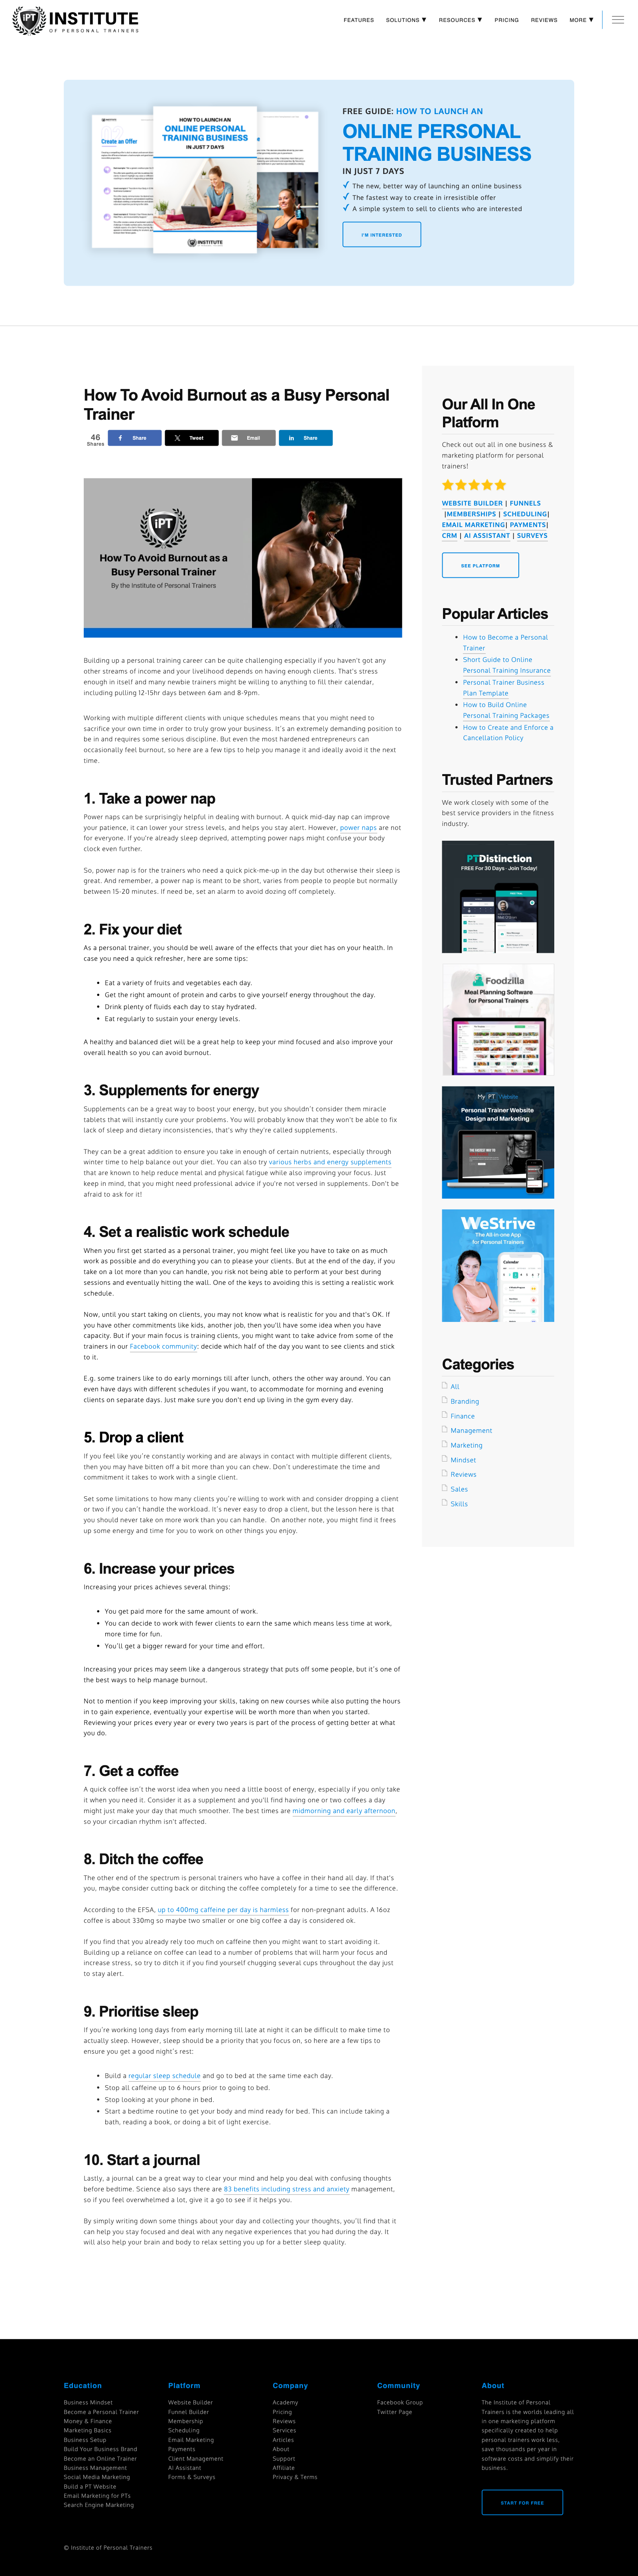 iPT INSTITUTE
OF PERSONAL TRAINERS
FEATURES SOLUTIONS ▼ RESOURCES ▼ PRICING REVIEWS MORE ▼
Create an Offer
HOW TO LAUNCH AN
ONLINE PERSONAL
TRAINING BUSINESS
IN JUST 7 DAYS
INSTITUTE
FREE GUIDE: HOW TO LAUNCH AN
ONLINE PERSONAL
TRAINING BUSINESS
IN JUST 7 DAYS
✓ The new, better way of launching an online business
✓ The fastest way to create in irresistible offer
✓ A simple system to sell to clients who are interested
I'M INTERESTED
How To Avoid Burnout as a Busy Personal
Trainer
46
Shares
Share
Tweet
Email
Share
iPT
How To Avoid Burnout as a
Busy Personal Trainer
By the Institute of Personal Trainers
Building up a personal training career can be quite challenging especially if you haven't got any
other streams of income and your livelihood depends on having enough clients. That's stress
enough in itself and many newbie trainers might be willing to anything to fill their calendar,
including pulling 12-15hr days between 6am and 8-9pm.
Working with multiple different clients with unique schedules means that you might need to
sacrifice your own time in order to truly grow your business. It's an extremely demanding position to
be in and requires some serious discipline. But even the most hardened entrepreneurs can
occasionally feel burnout, so here are a few tips to help you manage it and ideally avoid it the next
time.
1. Take a power nap
Power naps can be surprisingly helpful in dealing with burnout. A quick mid-day nap can improve
your patience, it can lower your stress levels, and helps you stay alert. However, power naps are not
for everyone. If you're already sleep deprived, attempting power naps might confuse your body
clock even further.
So, power nap is for the trainers who need a quick pick-me-up in the day but otherwise their sleep is
great. And remember, a power nap is meant to be short, varies from people to people but normally
between 15-20 minutes. If need be, set an alarm to avoid dozing off completely.
2. Fix your diet
As a personal trainer, you should be well aware of the effects that your diet has on your health. In
case you need a quick refresher, here are some tips:
• Eat a variety of fruits and vegetables each day.
• Get the right amount of protein and carbs to give yourself energy throughout the day.
• Drink plenty of fluids each day to stay hydrated.
• Eat regularly to sustain your energy levels.
A healthy and balanced diet will be a great help to keep your mind focused and also improve your
overall health so you can avoid burnout.
3. Supplements for energy
Supplements can be a great way to boost your energy, but you shouldn't consider them miracle
tablets that will instantly cure your problems. You will probably know that they won't be able to fix
lack of sleep and dietary inconsistencies, that's why they're called supplements.
They can be a great addition to ensure you take in enough of certain nutrients, especially through
winter time to help balance out your diet. You can also try various herbs and energy supplements
that are known to help reduce mental and physical fatigue while also improving your focus. Just
keep in mind, that you might need professional advice if you're not versed in supplements. Don't be
afraid to ask for it!
4. Set a realistic work schedule
When you first get started as a personal trainer, you might feel like you have to take on as much
work as possible and do everything you can to please your clients. But at the end of the day, if you
take on a lot more than you can handle, you risk not being able to perform at your best during
sessions and eventually hitting the wall. One of the keys to avoiding this is setting a realistic work
schedule.
Now, until you start taking on clients, you may not know what is realistic for you and that's OK. If
you have other commitments like kids, another job, then you'll have some idea when you have
capacity. But if your main focus is training clients, you might want to take advice from some of the
trainers in our Facebook community: decide which half of the day you want to see clients and stick
to it.
E.g. some trainers like to do early mornings till after lunch, others the other way around. You can
even have days with different schedules if you want, to accommodate for morning and evening
clients on separate days. Just make sure you don't end up living in the gym every day.
5. Drop a client
If you feel like you're constantly working and are always in contact with multiple different clients,
then you may have bitten off a bit more than you can chew. Don't underestimate the time and
commitment it takes to work with a single client.
Set some limitations to how many clients you're willing to work with and consider dropping a client
or two if you can't handle the workload. It's never easy to drop a client, but the lesson here is that
you should never take on more work than you can handle. On another note, you might find it frees
up some energy and time for you to work on other things you enjoy.
6. Increase your prices
Increasing your prices achieves several things:
• You get paid more for the same amount of work.
• You can decide to work with fewer clients to earn the same which means less time at work,
more time for fun.
• You'll get a bigger reward for your time and effort.
Increasing your prices may seem like a dangerous strategy that puts off some people, but it's one of
the best ways to help manage burnout.
Not to mention if you keep improving your skills, taking on new courses while also putting the hours
in to gain experience, eventually your expertise will be worth more than when you started.
Reviewing your prices every year or every two years is part of the process of getting better at what
you do.
7. Get a coffee
A quick coffee isn't the worst idea when you need a little boost of energy, especially if you only take
it when you need it. Consider it as a supplement and you'll find having one or two coffees a day
might just make your day that much smoother. The best times are midmorning and early afternoon,
so your circadian rhythm isn't affected.
8. Ditch the coffee
The other end of the spectrum is personal trainers who have a coffee in their hand all day. If that's
you, maybe consider cutting back or ditching the coffee completely for a time to see the difference.
According to the EFSA, up to 400mg caffeine per day is harmless for non-pregnant adults. A 16oz
coffee is about 330mg so maybe two smaller or one big coffee a day is considered ok.
If you find that you already rely too much on caffeine then you might want to start avoiding it.
Building up a reliance on coffee can lead to a number of problems that will harm your focus and
increase stress, so try to ditch it if you find yourself chugging several cups throughout the day just
to stay alert.
9. Prioritise sleep
If you're working long days from early morning till late at night it can be difficult to make time to
actually sleep. However, sleep should be a priority that you focus on, so here are a few tips to
ensure you get a good night's rest:
• Build a regular sleep schedule and go to bed at the same time each day.
• Stop all caffeine up to 6 hours prior to going to bed.
• Stop looking at your phone in bed.
• Start a bedtime routine to get your body and mind ready for bed. This can include taking a
bath, reading a book, or doing a bit of light exercise.
10. Start a journal
Lastly, a journal can be a great way to clear your mind and help you deal with confusing thoughts
before bedtime. Science also says there are 83 benefits including stress and anxiety management,
so if you feel overwhelmed a lot, give it a go to see if it helps you.
By simply writing down some things about your day and collecting your thoughts, you'll find that it
can help you stay focused and deal with any negative experiences that you had during the day. It
will also help your brain and body to relax setting you up for a better sleep quality.
Our All In One
Platform
Check out out all in one business &
marketing platform for personal
trainers!
WEBSITE BUILDER | FUNNELS
|MEMBERSHIPS | SCHEDULING|
EMAIL MARKETING| PAYMENTS|
CRM | AI ASSISTANT | SURVEYS
SEE PLATFORM
Popular Articles
• How to Become a Personal
Trainer
• Short Guide to Online
Personal Training Insurance
• Personal Trainer Business
Plan Template
• How to Build Online
Personal Training Packages
• How to Create and Enforce a
Cancellation Policy
Trusted Partners
We work closely with some of the
best service providers in the fitness
industry.
PTDistinction
FREE For 30 Days - Join Today!
Foodzilla
Meal Planning Software
for Personal Trainers
My PT Website
Personal Trainer Website
Design and Marketing
WeStrive
The All-in-one App
for Personal Trainers
Calendar
Categories
All
Branding
Finance
Management
Marketing
Mindset
Reviews
Sales
Skills
Education
Business Mindset
Become a Personal Trainer
Money & Finance
Marketing Basics
Business Setup
Build Your Business Brand
Become an Online Trainer
Business Management
Social Media Marketing
Build a PT Website
Email Marketing for PTs
Search Engine Marketing
Platform
Website Builder
Funnel Builder
Membership
Scheduling
Email Marketing
Payments
Client Management
AI Assistant
Forms & Surveys
Company
Academy
Pricing
Reviews
Services
Articles
About
Support
Affiliate
Privacy & Terms
Community
Facebook Group
Twitter Page
About
The Institute of Personal
Trainers is the worlds leading all
in one marketing platform
specifically created to help
personal trainers work less,
save thousands per year in
software costs and simplify their
business.
START FOR FREE
© Institute of Personal Trainers